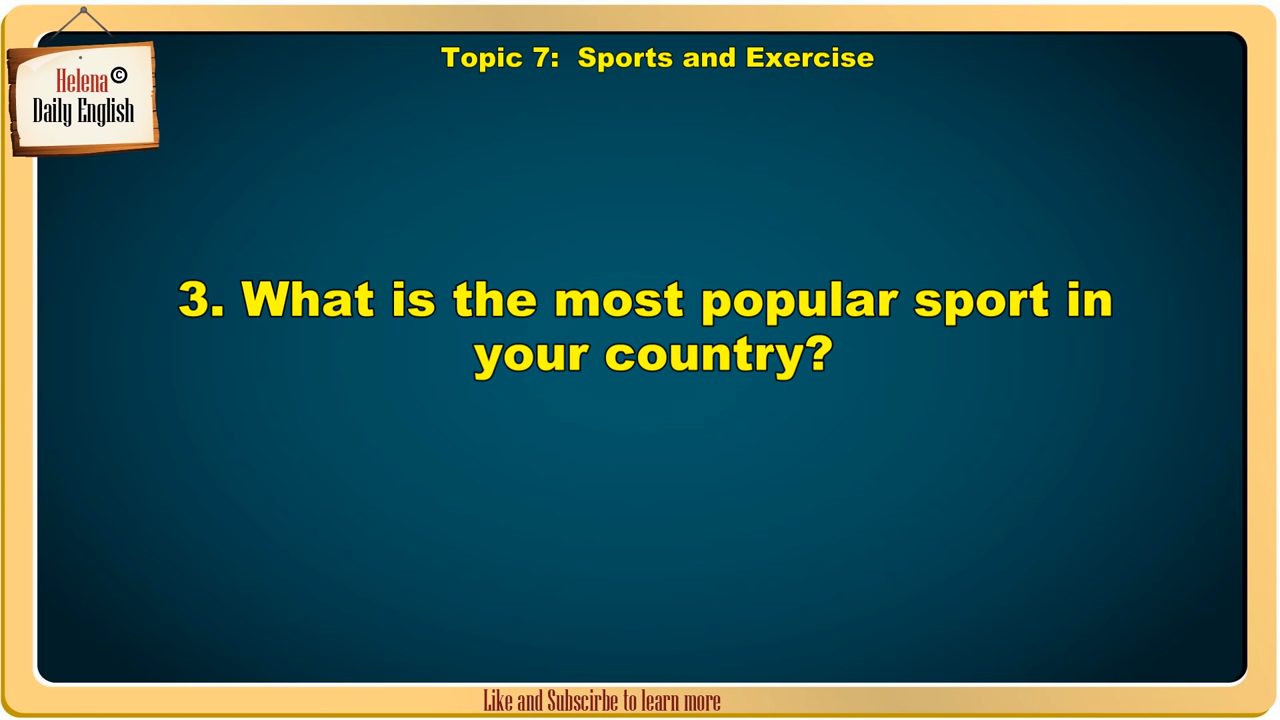 Topic 7:  Sports and Exercise
Helena ©
Daily English
3. What is the most popular sport in
your country?
Like and Subscirbe to learn more